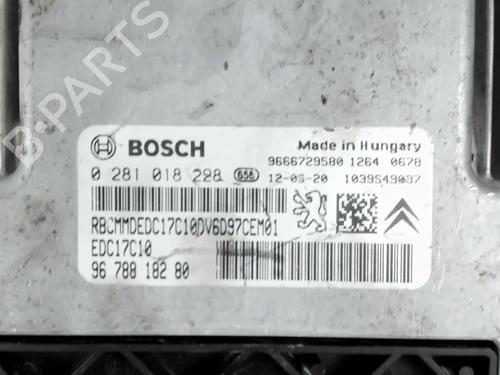 BOSCH
Made in Hungary
0 281 018 228 G56
9666729580 1264 0678
12-06-20 1039S49087
RBCMMDEDC17C10DV6D97CEM01
EDC17C10
96 788 182 80
B-PARTS